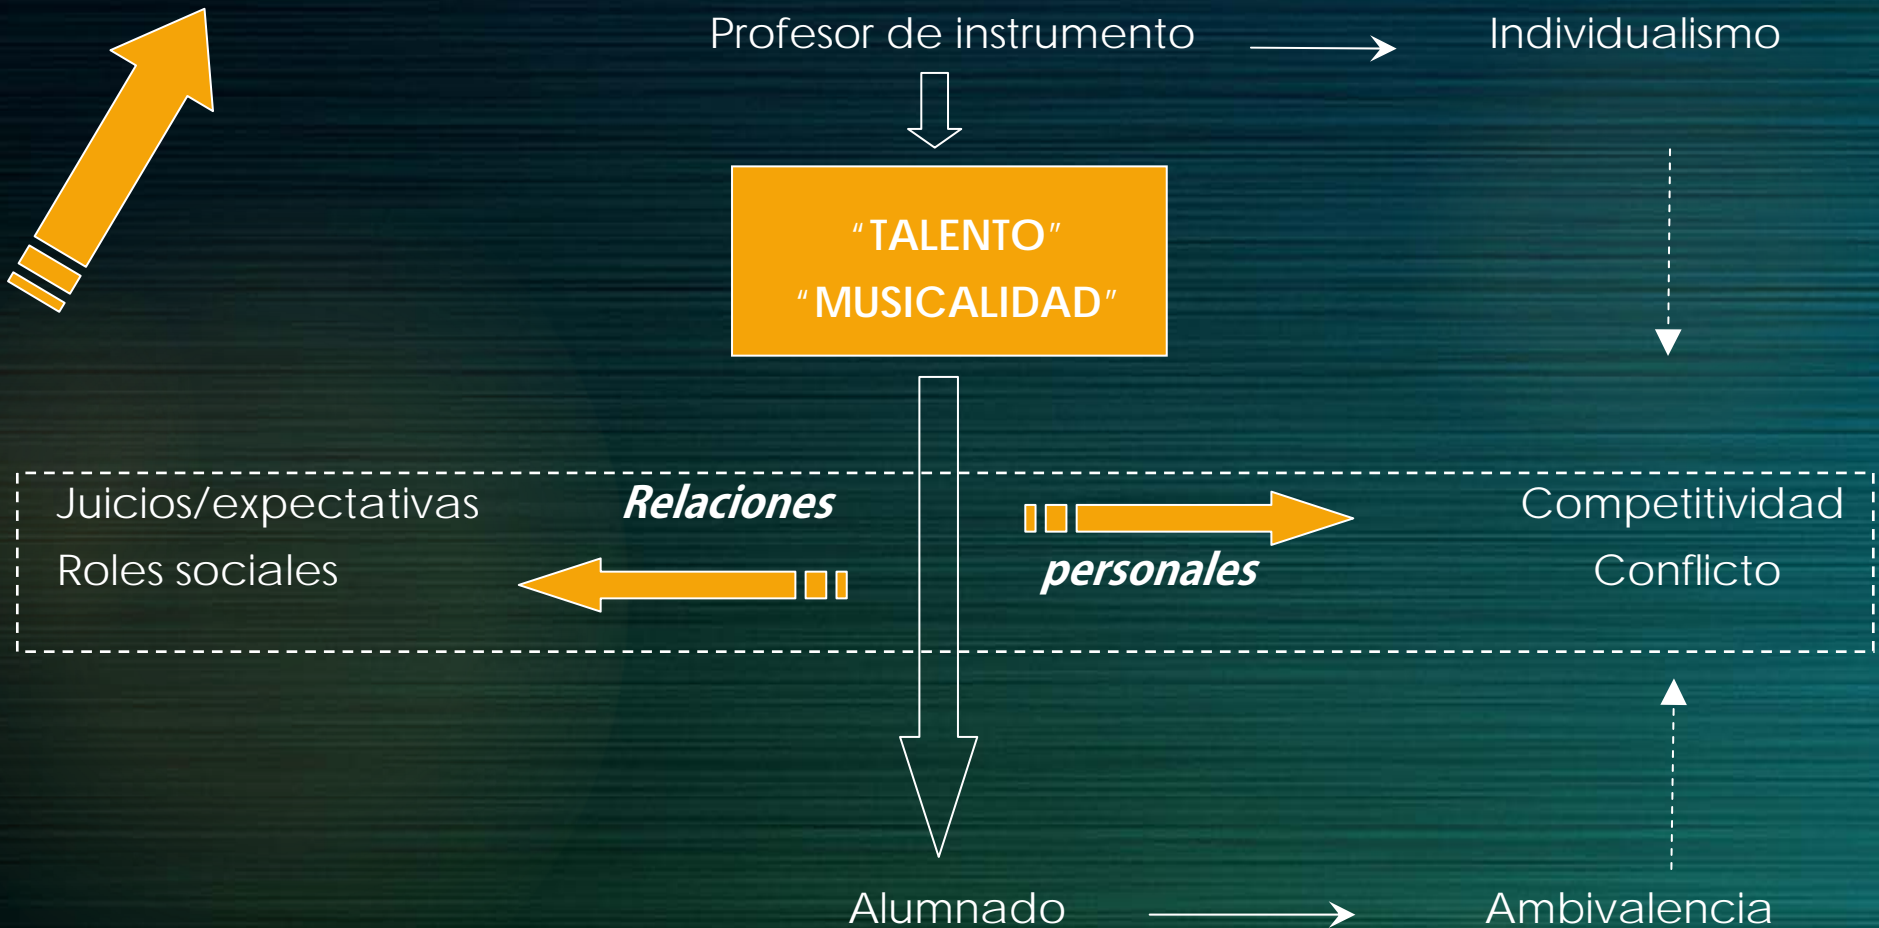 Profesor de instrumento
Individualismo
“TALENTO”
“MUSICALIDAD”
Juicios/expectativas
Relaciones
Competitividad
Roles sociales
personales
Conflicto
Alumnado
Ambivalencia